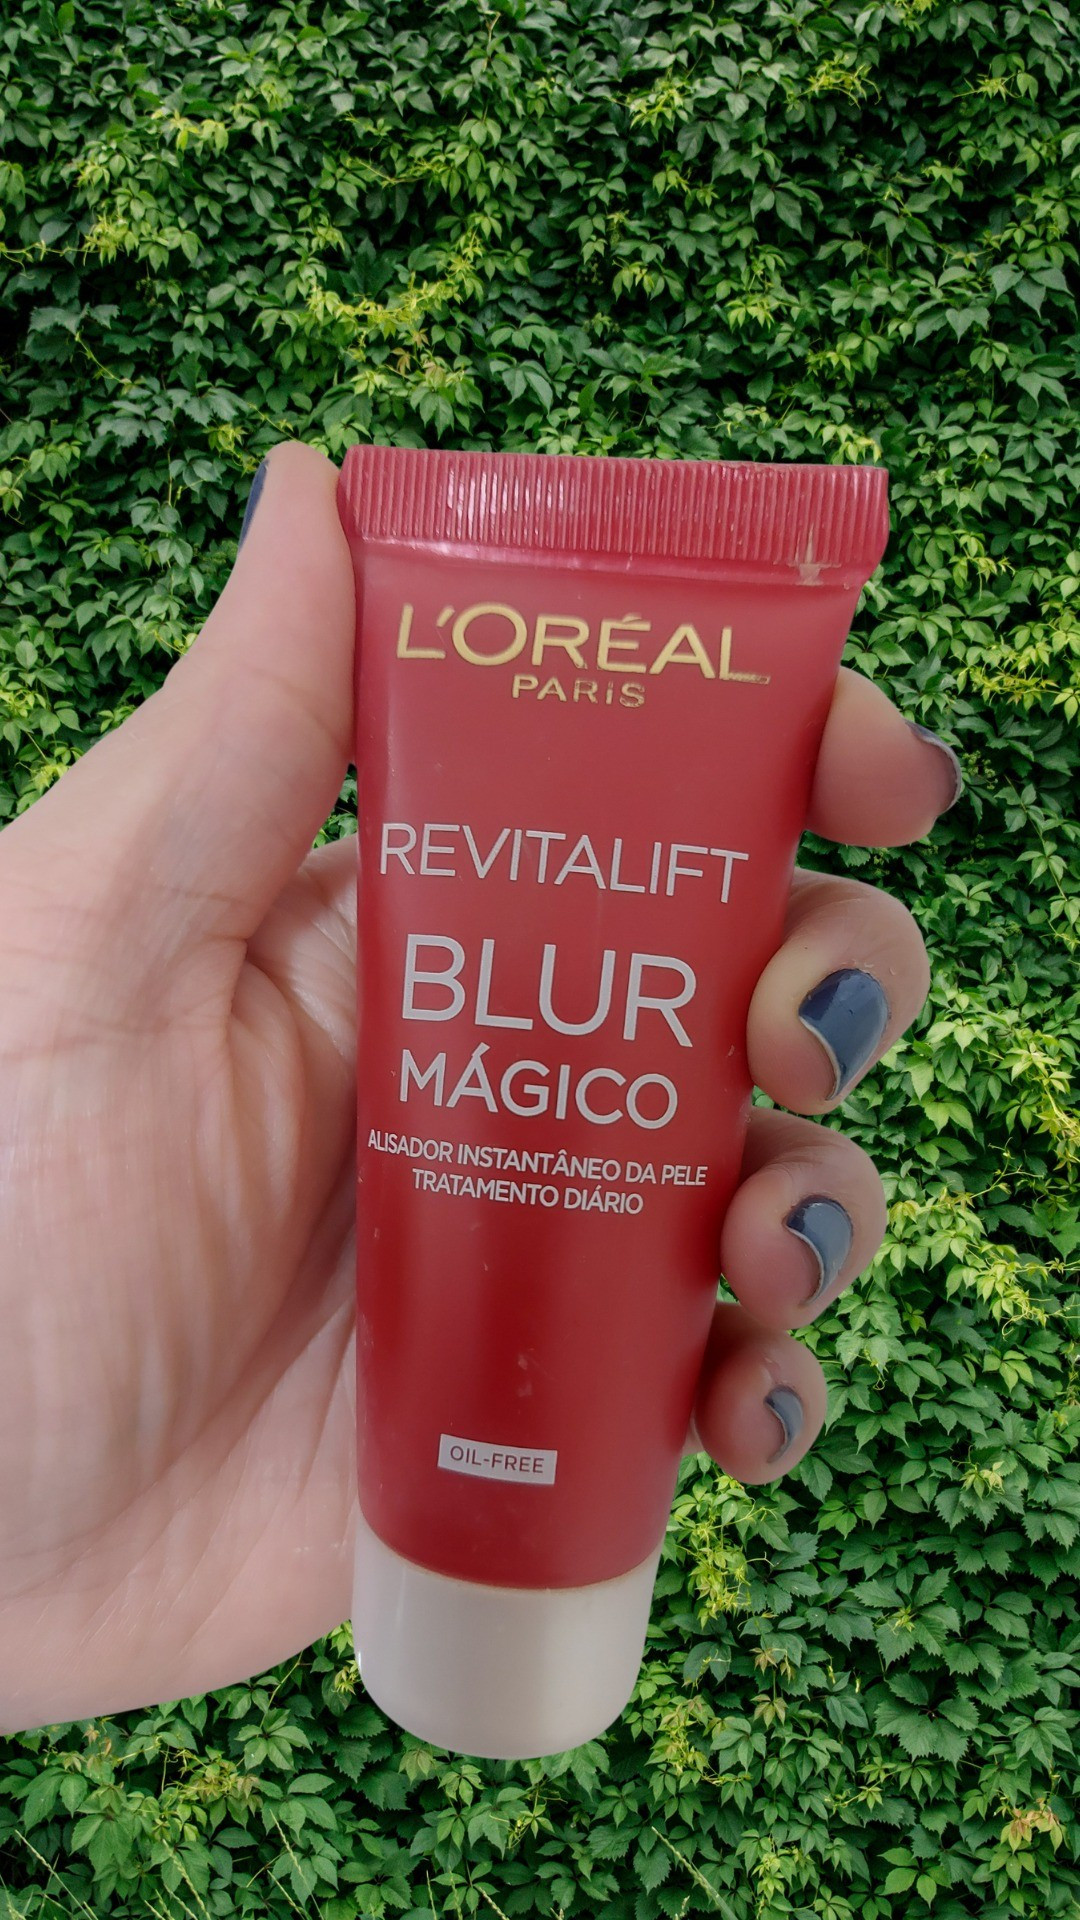 L'ORÉAL
PARIS
REVITALIFT
BLUR
MÁGICO
ALISADOR INSTANTÂNEO DA PELE
TRATAMENTO DIÁRIO
OIL-FREE